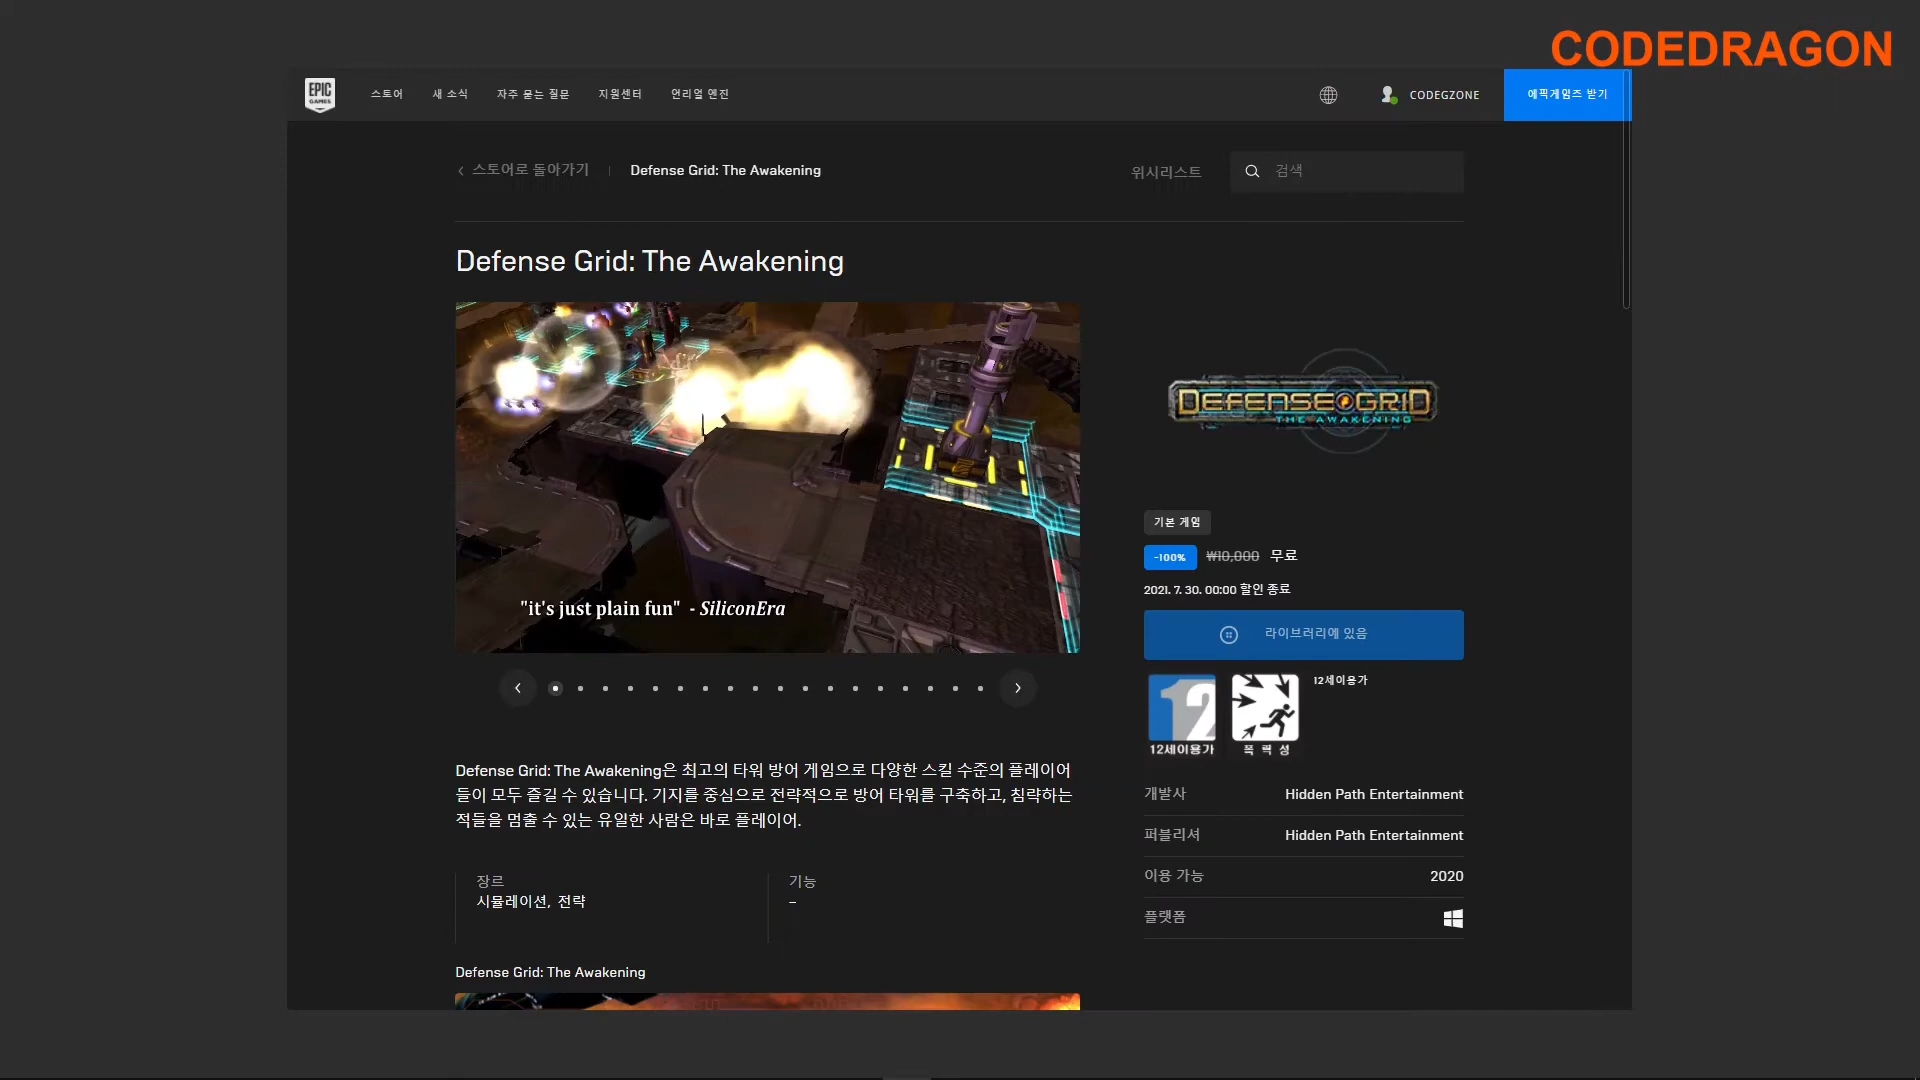 CODEDRAGON
EPIC GAMES
스토어 새 소식 자주 묻는 질문 지원센터 언리얼 엔진
CODEGZONE
에픽게임즈 받기
스토어로 돌아가기 Defense Grid: The Awakening
위시리스트
검색
Defense Grid: The Awakening
"it's just plain fun" - SiliconEra
DEFENSE GRID
THE AWAKENING
기본 게임
-100% ₩10,000 무료
2021. 7. 30. 00:00 할인 종료
라이브러리에 있음
12
12세이용가
폭력성
12세이용가
개발사 Hidden Path Entertainment
퍼블리셔 Hidden Path Entertainment
이용 가능 2020
플랫폼
Defense Grid: The Awakening은 최고의 타워 방어 게임으로 다양한 스킬 수준의 플레이어
들이 모두 즐길 수 있습니다. 기지를 중심으로 전략적으로 방어 타워를 구축하고, 침략하는
적들을 멈출 수 있는 유일한 사람은 바로 플레이어.
장르
시뮬레이션, 전략
기능
–
Defense Grid: The Awakening